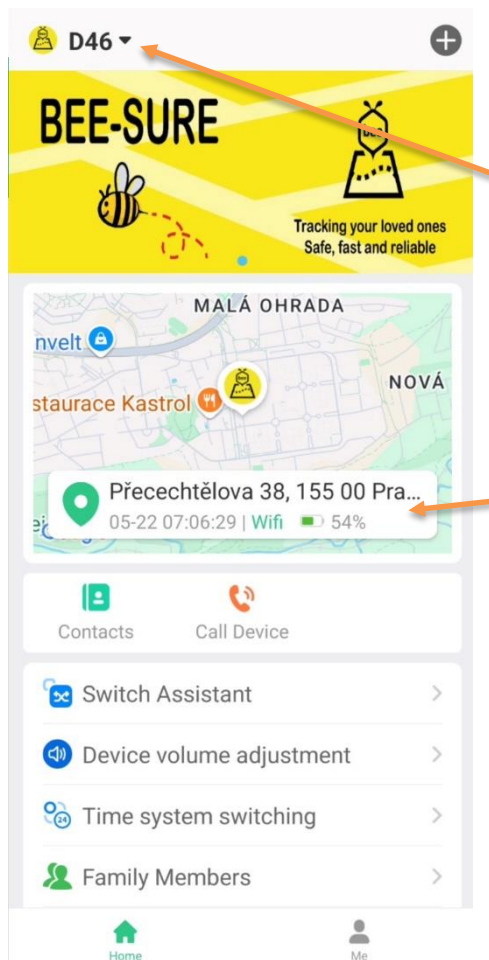 D46
BEE-SURE
Bee
Tracking your loved ones
Safe, fast and reliable
MALÁ OHRADA
nvelt
NOVÁ
staurace Kastrol
Přecechtělova 38, 155 00 Pra...
05-22 07:06:29 | Wifi 54%
Contacts Call Device
Switch Assistant
Device volume adjustment
24
Time system switching
Family Members
Home Me